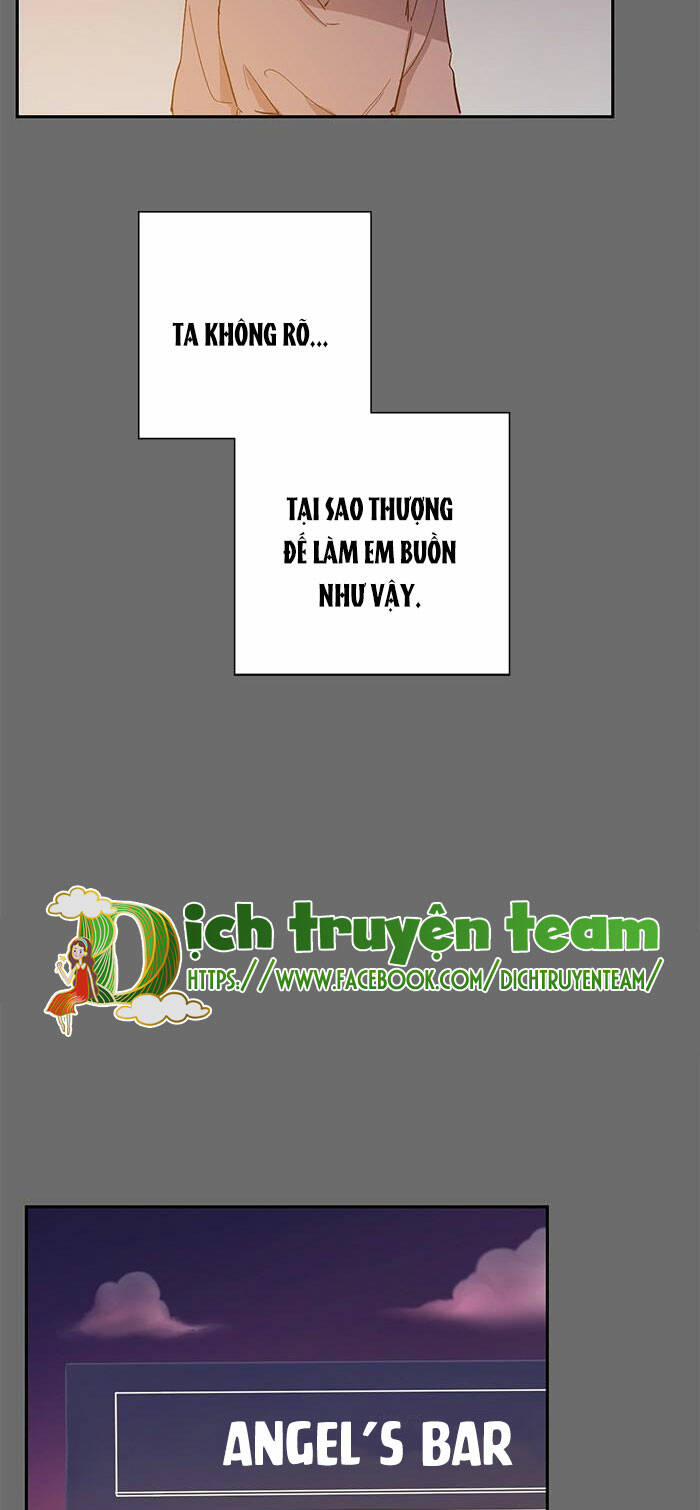 TA KHÔNG RÕ...
TẠI SAO THƯỢNG
ĐẾ LÀM EM BUỒN
NHƯ VẬY.
Dịch truyện team
HTTPS://WWW.FACEBOOK.COM/DICHTRUYENTEAM/
ANGEL'S BAR